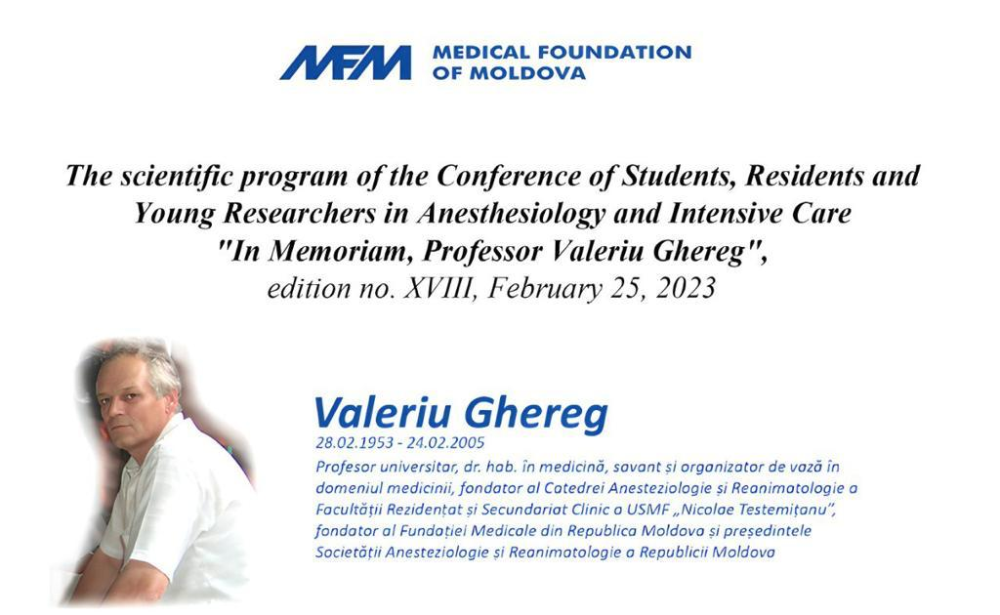 MFM MEDICAL FOUNDATION
OF MOLDOVA
The scientific program of the Conference of Students, Residents and
Young Researchers in Anesthesiology and Intensive Care
"In Memoriam, Professor Valeriu Ghereg",
edition no. XVIII, February 25, 2023
Valeriu Ghereg
28.02.1953 - 24.02.2005
Profesor universitar, dr. hab. în medicină, savant și organizator de vază în
domeniul medicinii, fondator al Catedrei Anesteziologie și Reanimatologie a
Facultății Rezidențat și Secundariat Clinic a USMF „Nicolae Testemițanu”,
fondator al Fundației Medicale din Republica Moldova și președintele
Societății Anesteziologie și Reanimatologie a Republicii Moldova